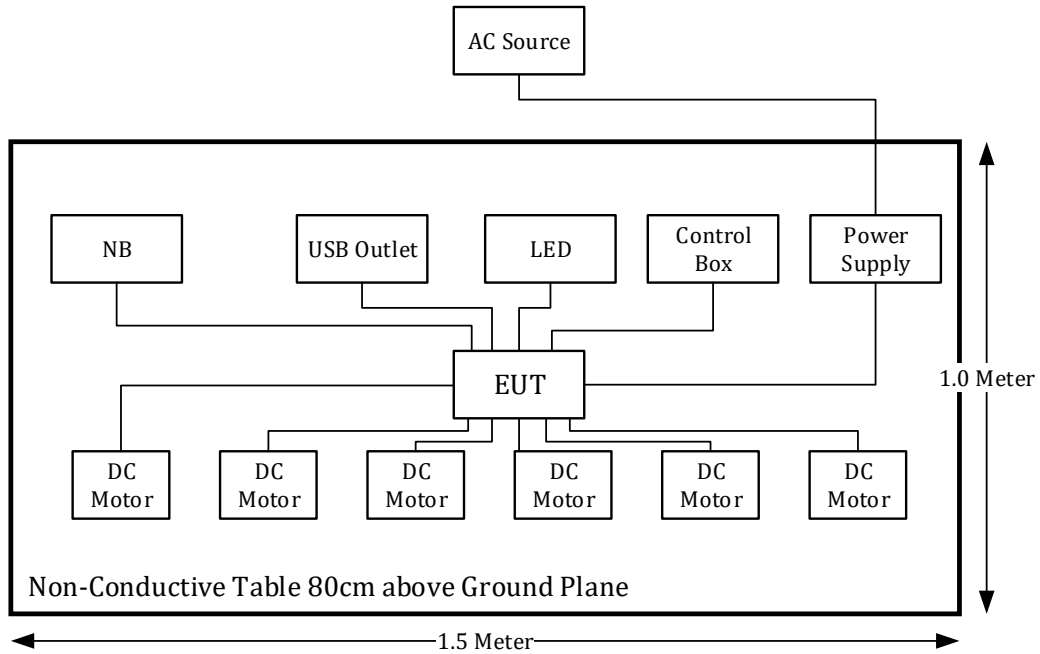 AC Source
NB
USB Outlet
LED
Control
Box
Power
Supply
EUT
1.0 Meter
DC
Motor
DC
Motor
DC
Motor
DC
Motor
DC
Motor
DC
Motor
Non-Conductive Table 80cm above Ground Plane
1.5 Meter